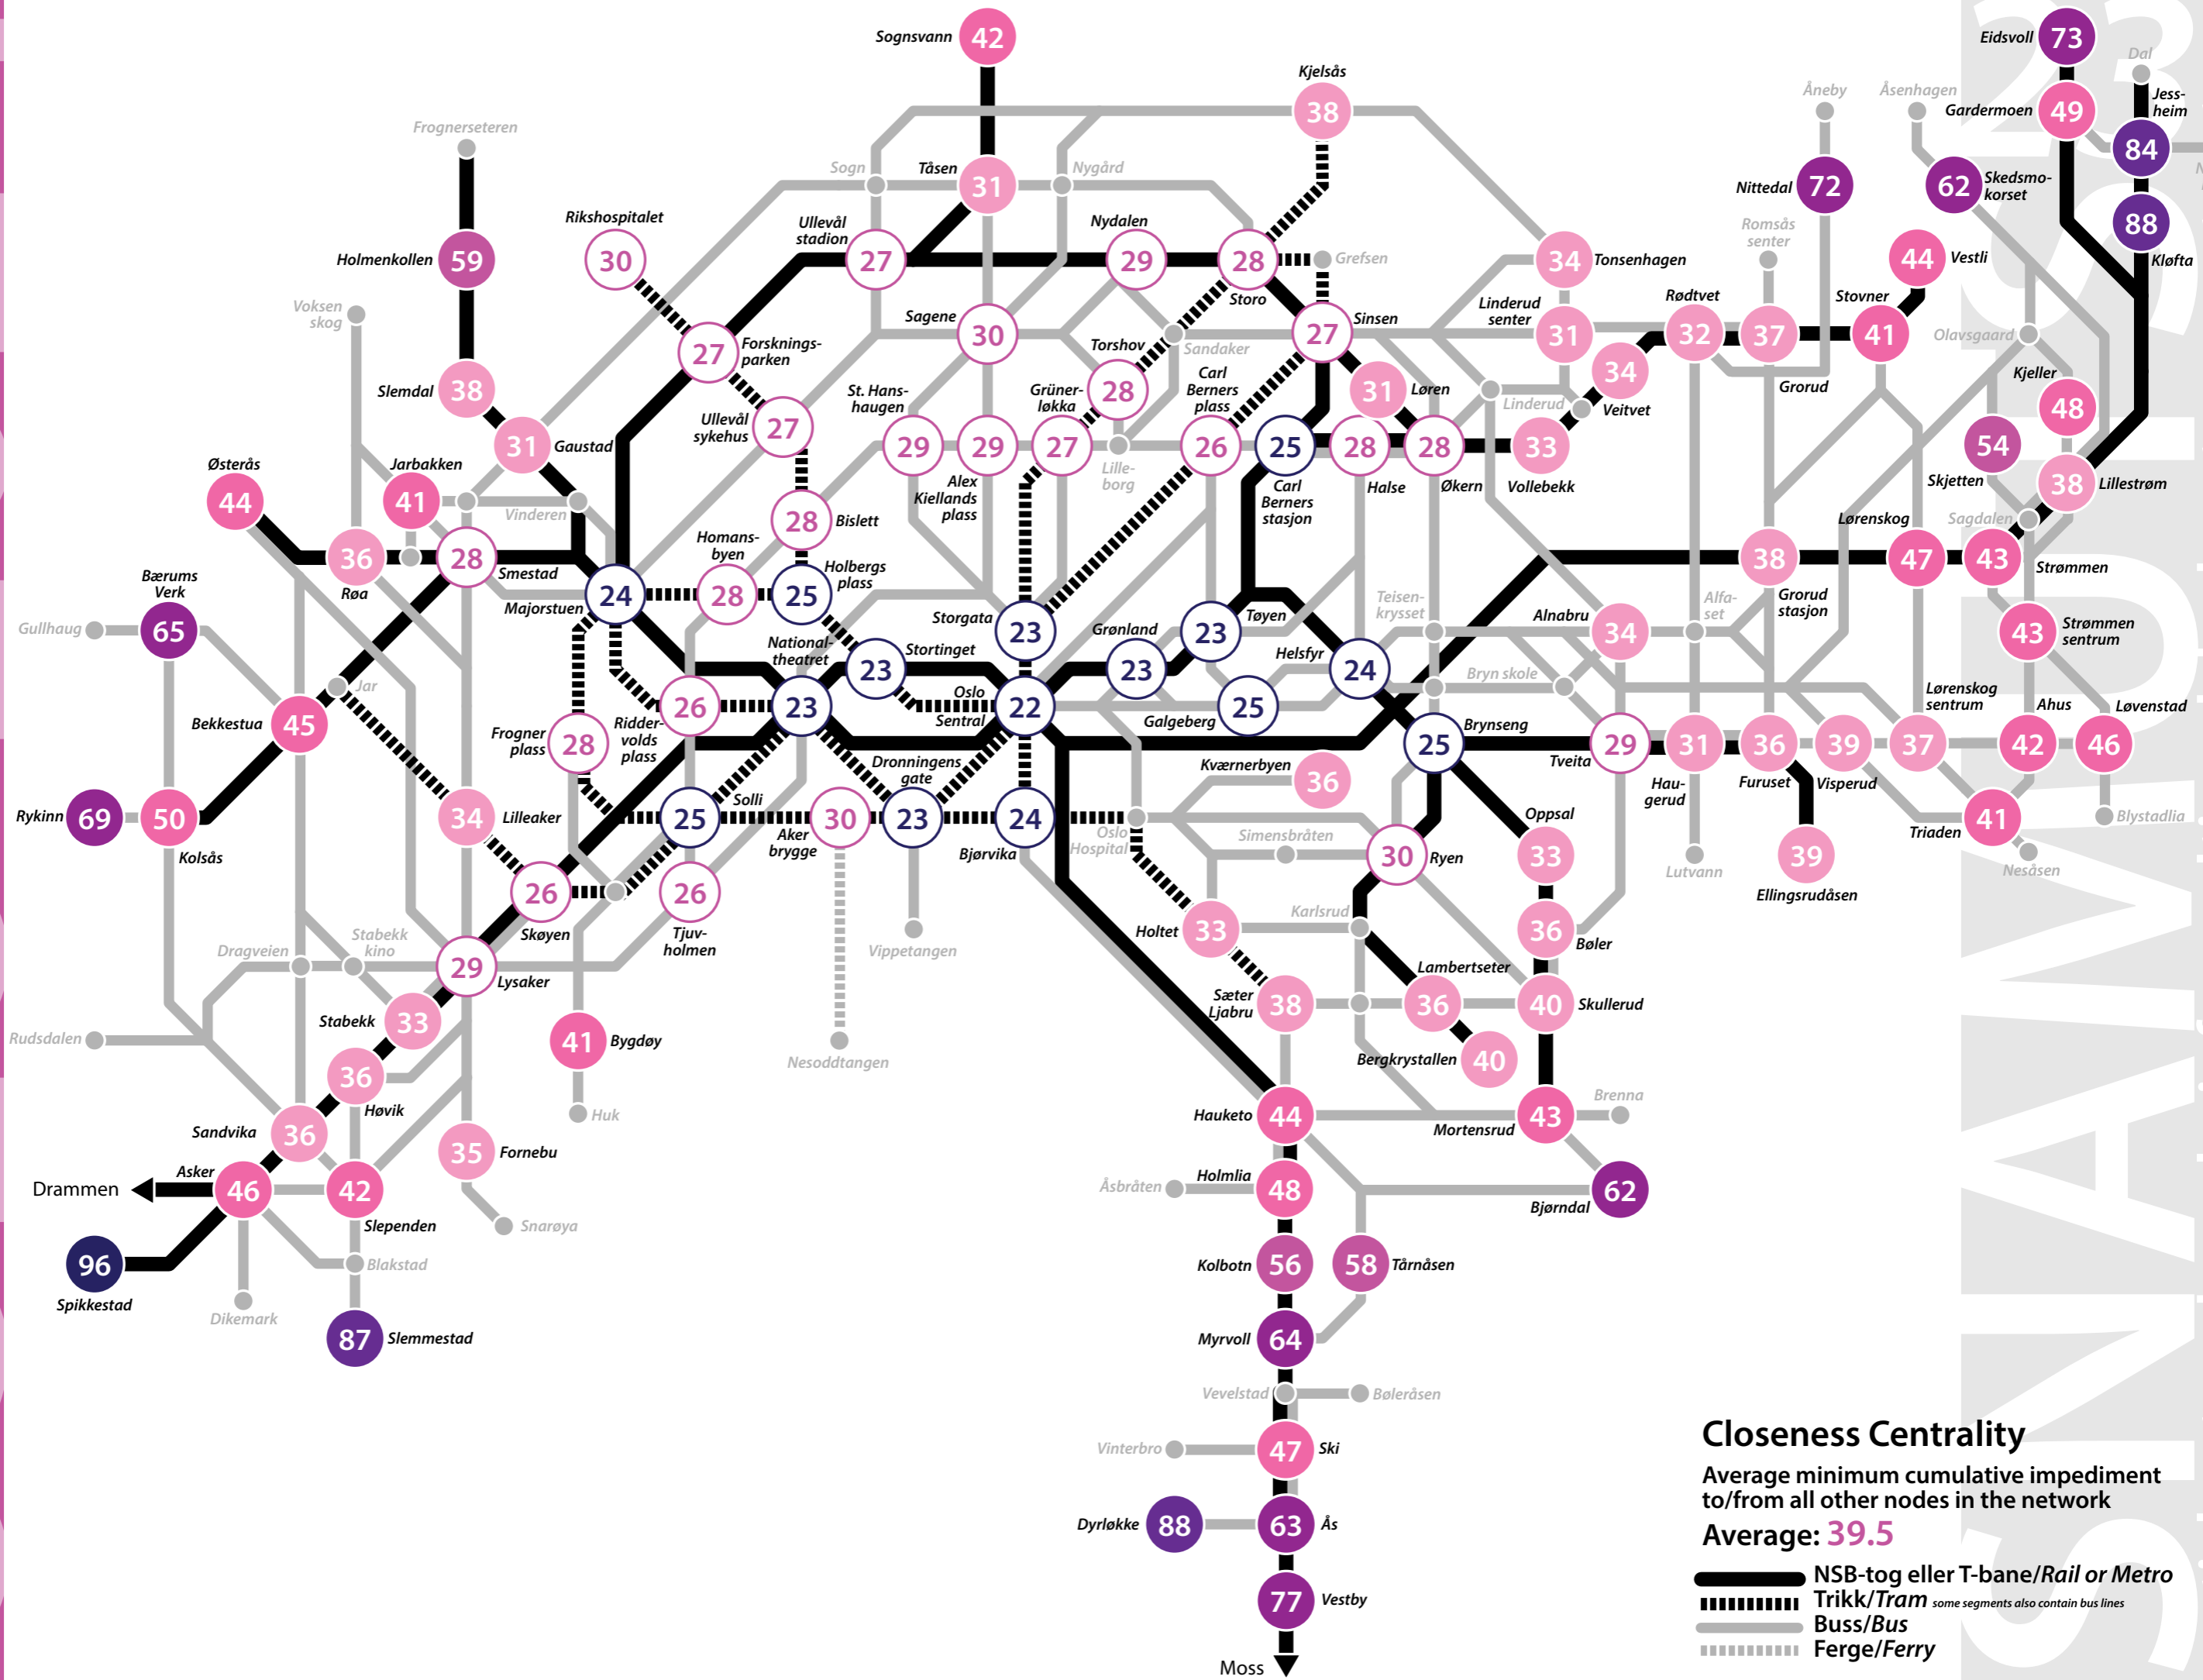 Sognsvann
42
Eidsvoll
73
Dal
Kjelsås
38
Åneby
Åsenhagen
Gardermoen
49
Jess-
heim
84
Frognerseteren
Sogn
Tåsen
31
Nygård
Nittedal
72
62
Skedsmo-
korset
Rikshospitalet
30
Ullevål
stadion
27
Nydalen
29
28
Storo
Grefsen
34
Tonsenhagen
Romsås
senter
44
Vestli
88
Kløfta
Holmenkollen
59
Voksen
skog
Sagene
30
Sandaker
27
Sinsen
Linderud
senter
31
Rødtvet
32
37
Grorud
Stovner
41
Olavsgaard
27
Forsknings-
parken
Torshov
28
Carl
Berners
plass
26
31
Løren
Linderud
34
Veitvet
Kjeller
48
Slemdal
38
Ullevål
sykehus
27
St. Hans-
haugen
29
Grüner-
løkka
27
31
Gaustad
29
Alex
Kiellands
plass
Lille-
borg
25
Carl
Berners
stasjon
28
Halse
28
Økern
33
Vollebekk
54
Skjetten
38
Lillestrøm
Østerås
44
Jarbakken
41
Vinderen
28
Bislett
Lørenskog
47
Sagdalen
43
Strømmen
36
Røa
28
Smestad
Homans-
byen
28
Holbergs
plass
25
38
Grorud
stasjon
Bærums
Verk
65
Gullhaug
Majorstuen
24
Storgata
23
Grønland
23
23
Tøyen
Teisen-
krysset
Alnabru
34
Alfa-
set
43
Strømmen
sentrum
National-
theatret
23
23
Stortinget
Helsfyr
24
Bryn skole
Jar
Bekkestua
45
26
Ridder-
volds
plass
Oslo
Sentral
22
Galgeberg
25
Brynseng
25
Lørenskog
sentrum
37
Ahus
42
Løvenstad
46
Frogner
plass
28
Dronningens
gate
23
Kværnerbyen
36
Tveita
29
31
Hau-
gerud
36
Furuset
39
Visperud
Rykinn
69
50
Kolsås
34
Lilleaker
25
Solli
30
Aker
brygge
24
Bjørvika
Oslo
Hospital
Simensbråten
30
Ryen
Oppsal
33
Lutvann
39
Ellingsrudåsen
41
Triaden
Nesåsen
Blystadlia
26
Skøyen
26
Tjuv-
holmen
Vippetangen
Holtet
33
Karlsrud
36
Bøler
Dragveien
Stabekk
kino
29
Lysaker
Lambertseter
36
Sæter
Ljabru
38
40
Skullerud
Rudsdalen
Stabekk
33
41
Bygdøy
Nesoddtangen
Bergkrystallen
40
36
Høvik
Huk
Hauketo
44
Mortensrud
43
Brenna
Sandvika
36
35
Fornebu
Drammen
Asker
46
42
Slependen
Snarøya
Åsbråten
Holmlia
48
Bjørndal
62
96
Spikkestad
Dikemark
Blakstad
Kolbotn
56
58
Tårnåsen
87
Slemmestad
Myrvoll
64
Vevelstad
Bøleråsen
Vinterbro
47
Ski
Dyrløkke
88
63
Ås
77
Vestby
Moss
Closeness Centrality
Average minimum cumulative impediment
to/from all other nodes in the network
Average: 39.5
NSB-tog eller T-bane/Rail or Metro
Trikk/Tram some segments also contain bus lines
Buss/Bus
Ferge/Ferry